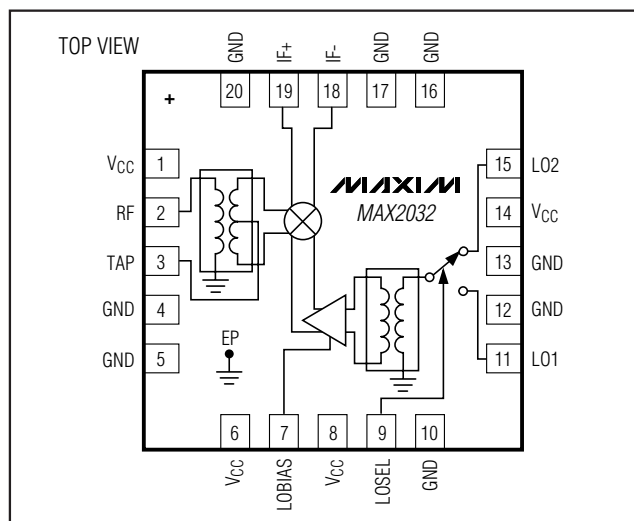 TOP VIEW
GND
IF+
IF-
GND
GND
20
19
18
17
16
+
VCC
1
RF
2
TAP
3
GND
4
GND
5
MAXIM
MAX2032
15
LO2
14
VCC
13
GND
12
GND
11
LO1
EP
6
7
8
9
10
VCC
LOBIAS
VCC
LOSEL
GND